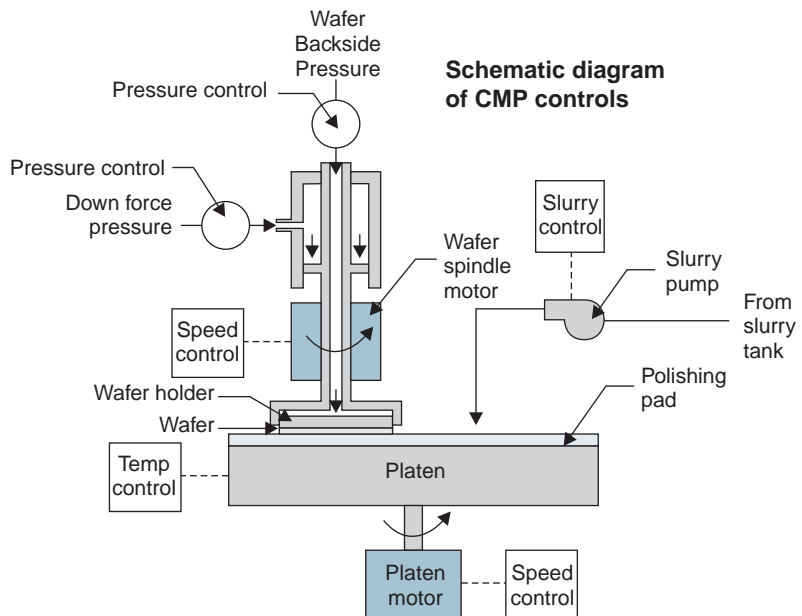 Wafer
Backside
Pressure
Schematic diagram
of CMP controls
Pressure control
Pressure control
Down force
pressure
Slurry
control
Wafer
spindle
motor
Slurry
pump
From
slurry
tank
Speed
control
Wafer holder
Wafer
Polishing
pad
Temp
control
Platen
Platen
motor
Speed
control